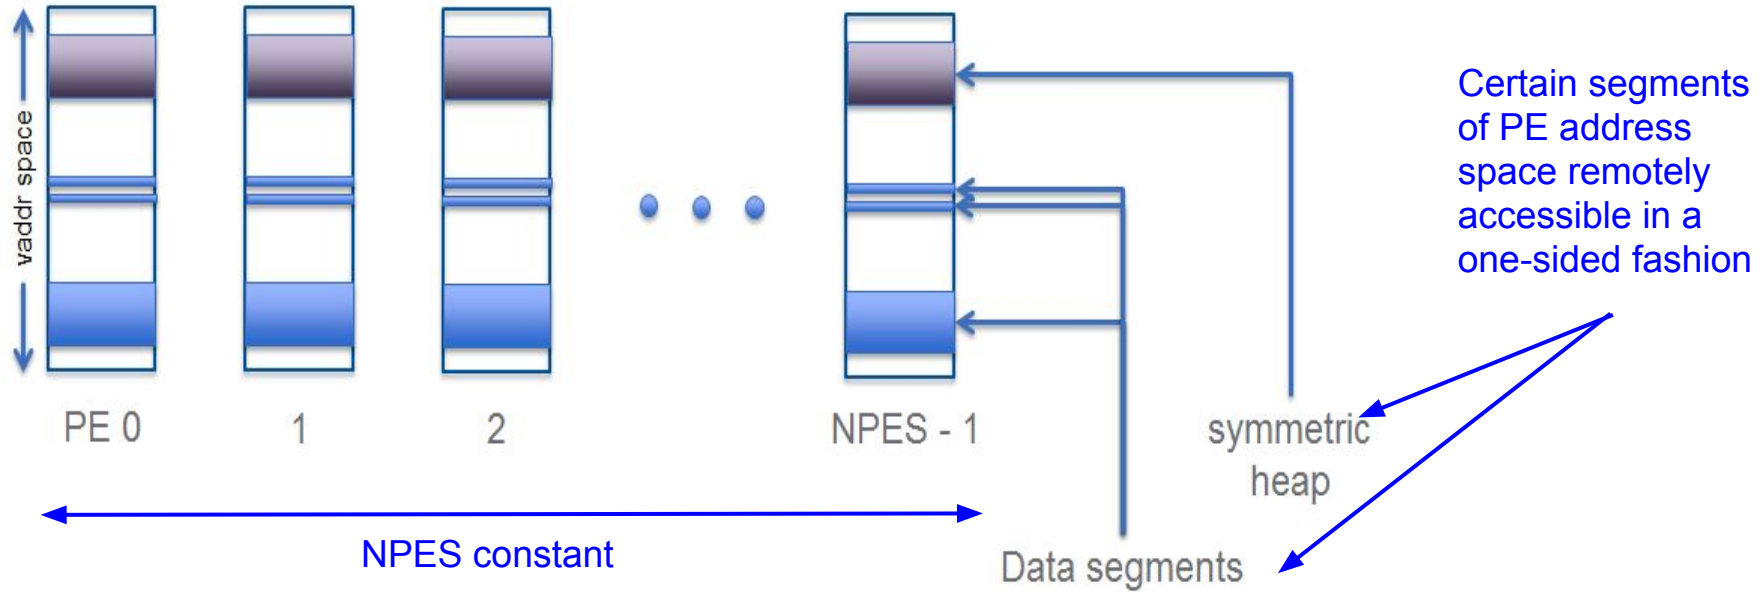 vaddr space
Certain segments
of PE address
space remotely
accessible in a
one-sided fashion
PE 0
1
2
NPES - 1
symmetric
heap
NPES constant
Data segments